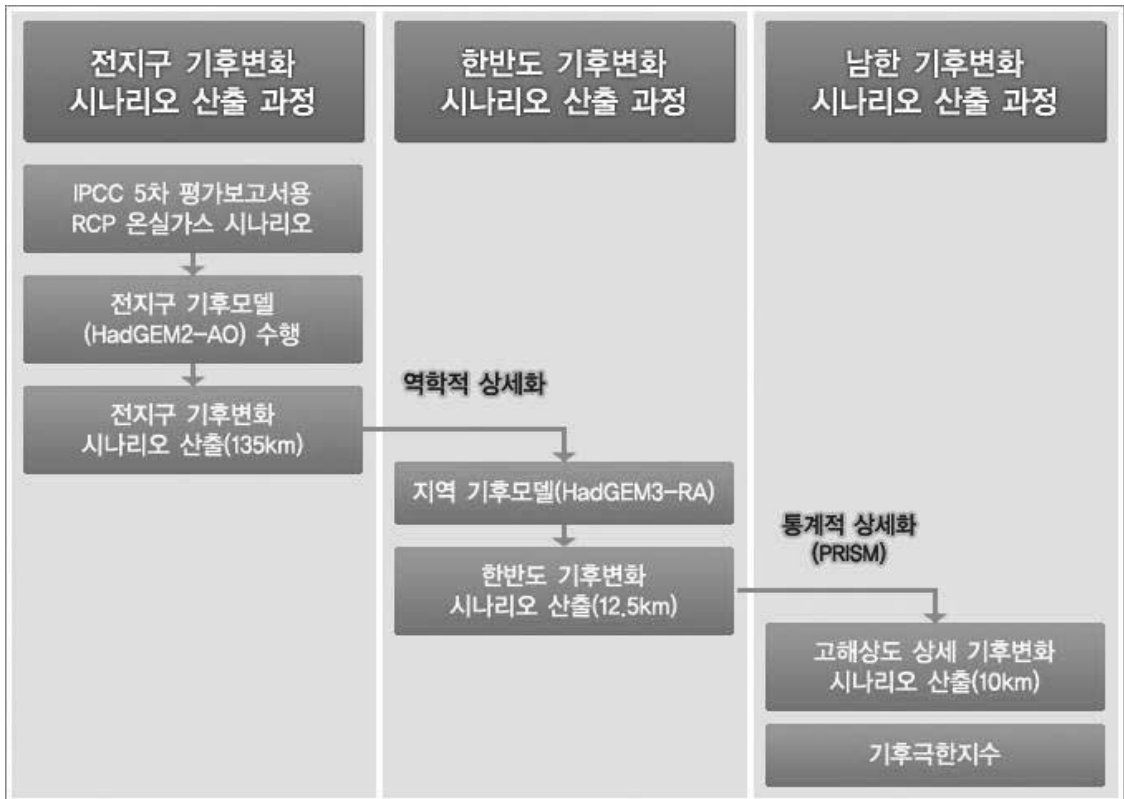 전지구 기후변화
시나리오 산출 과정
IPCC 5차 평가보고서용
RCP 온실가스 시나리오
전지구 기후모델
(HadGEM2-AO) 수행
전지구 기후변화
시나리오 산출(135km)
한반도 기후변화
시나리오 산출 과정
역학적 상세화
지역 기후모델(HadGEM3-RA)
한반도 기후변화
시나리오 산출(12.5km)
남한 기후변화
시나리오 산출 과정
통계적 상세화
(PRISM)
고해상도 상세 기후변화
시나리오 산출(10km)
기후극한지수